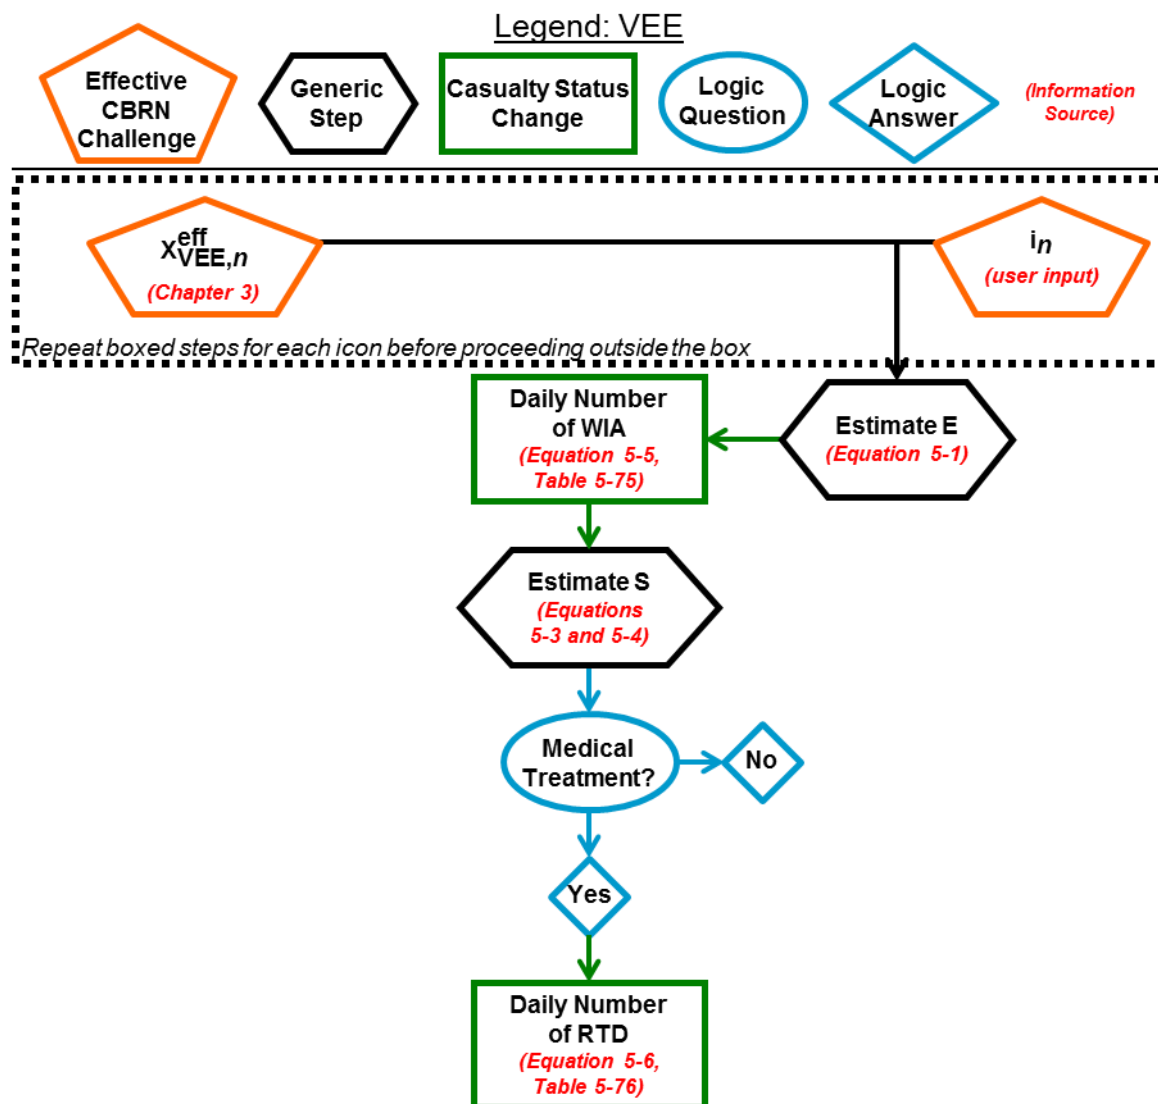 Legend: VEE
Effective
CBRN
Challenge
Generic
Step
Casualty Status
Change
Logic
Question
Logic
Answer
(Information
Source)
X^eff_VEE,n
(Chapter 3)
i_n
(user input)
Repeat boxed steps for each icon before proceeding outside the box
Daily Number
of WIA
(Equation 5-5,
Table 5-75)
Estimate E
(Equation 5-1)
Estimate S
(Equations
5-3 and 5-4)
Medical
Treatment?
No
Yes
Daily Number
of RTD
(Equation 5-6,
Table 5-76)